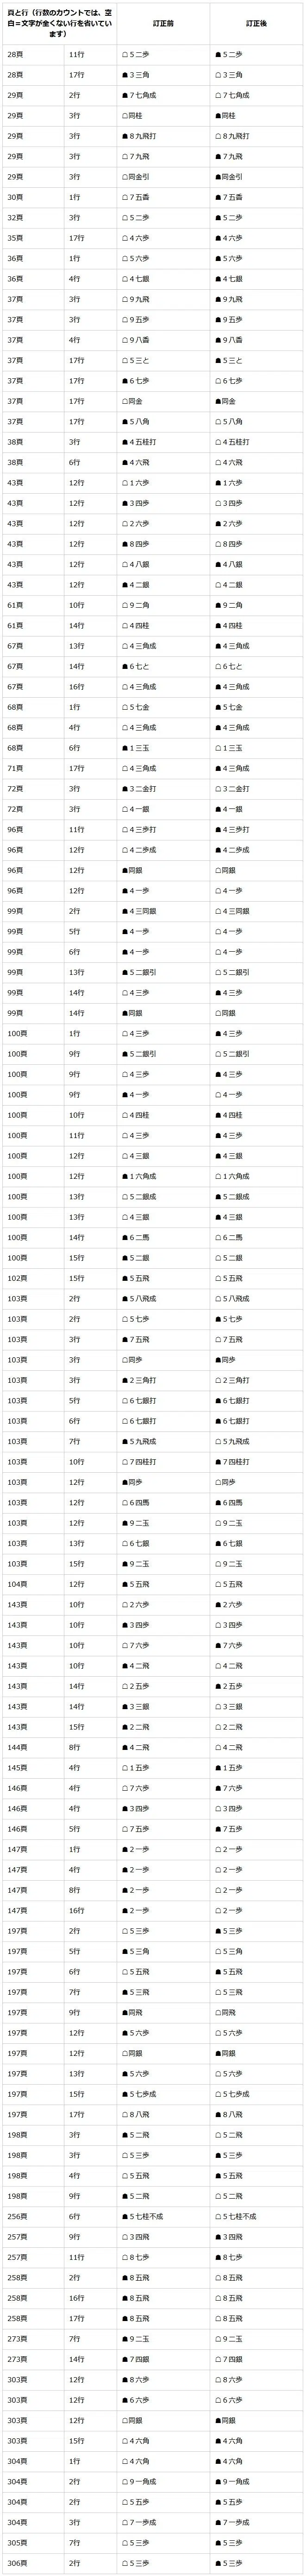 頁と行（行数のカウントでは、空白＝文字が全くない行を省いています） 訂正前 訂正後
28頁 11行 ☖５二歩 ☗５二歩
28頁 17行 ☗３三角 ☖３三角
29頁 2行 ☗７七角成 ☖７七角成
29頁 3行 ☖同桂 ☗同桂
29頁 3行 ☗８九飛打 ☖８九飛打
29頁 3行 ☖７九飛 ☗７九飛
29頁 3行 ☖同金引 ☗同金引
30頁 1行 ☖７五香 ☗７五香
32頁 3行 ☖５二歩 ☗５二歩
35頁 17行 ☖４六歩 ☗４六歩
36頁 1行 ☖５六歩 ☗５六歩
36頁 4行 ☖４七銀 ☗４七銀
37頁 3行 ☖９九飛 ☗９九飛
37頁 3行 ☖９五歩 ☗９五歩
37頁 4行 ☖９八香 ☗９八香
37頁 17行 ☖５三と ☗５三と
37頁 17行 ☗６七歩 ☖６七歩
37頁 17行 ☖同金 ☗同金
37頁 17行 ☗５八角 ☖５八角
38頁 3行 ☗４五桂打 ☖４五桂打
38頁 6行 ☗４六飛 ☖４六飛
43頁 12行 ☖１六歩 ☗１六歩
43頁 12行 ☗３四歩 ☖３四歩
43頁 12行 ☖２六歩 ☗２六歩
43頁 12行 ☗８四歩 ☖８四歩
43頁 12行 ☖４八銀 ☗４八銀
43頁 12行 ☗４二銀 ☖４二銀
61頁 10行 ☖９二角 ☗９二角
61頁 14行 ☖４四桂 ☗４四桂
67頁 13行 ☖４三角成 ☗４三角成
67頁 14行 ☗６七と ☖６七と
67頁 16行 ☖４三角成 ☗４三角成
68頁 1行 ☖５七金 ☗５七金
68頁 4行 ☖４三角成 ☗４三角成
68頁 6行 ☗１三玉 ☖１三玉
71頁 17行 ☖４三角成 ☗４三角成
72頁 3行 ☗３二金打 ☖３二金打
72頁 3行 ☖４一銀 ☗４一銀
96頁 11行 ☖４三歩打 ☗４三歩打
96頁 12行 ☖４二歩成 ☗４二歩成
96頁 12行 ☗同銀 ☖同銀
96頁 12行 ☗４一歩 ☖４一歩
99頁 2行 ☗４三同銀 ☖４三同銀
99頁 5行 ☗４一歩 ☖４一歩
99頁 6行 ☗４一歩 ☖４一歩
99頁 13行 ☗５二銀引 ☖５二銀引
99頁 14行 ☖４三歩 ☗４三歩
99頁 14行 ☗同銀 ☖同銀
100頁 1行 ☖４三歩 ☗４三歩
100頁 9行 ☗５二銀引 ☖５二銀引
100頁 9行 ☖４三歩 ☗４三歩
100頁 9行 ☗４一歩 ☖４一歩
100頁 10行 ☖４四桂 ☗４四桂
100頁 11行 ☖４三歩 ☗４三歩
100頁 12行 ☖４三銀 ☗４三銀
100頁 12行 ☗１六角成 ☖１六角成
100頁 13行 ☖５二銀成 ☗５二銀成
100頁 13行 ☖４三銀 ☗４三銀
100頁 14行 ☗６二馬 ☖６二馬
100頁 15行 ☗５二銀 ☖５二銀
102頁 15行 ☗５五飛 ☖５五飛
103頁 2行 ☗５八飛成 ☖５八飛成
103頁 2行 ☖５七歩 ☗５七歩
103頁 3行 ☗７五飛 ☖７五飛
103頁 3行 ☖同歩 ☗同歩
103頁 3行 ☗２三角打 ☖２三角打
103頁 5行 ☖６七銀打 ☗６七銀打
103頁 6行 ☖６七銀打 ☗６七銀打
103頁 7行 ☗５九飛成 ☖５九飛成
103頁 10行 ☖７四桂打 ☗７四桂打
103頁 12行 ☗同歩 ☖同歩
103頁 12行 ☖６四馬 ☗６四馬
103頁 12行 ☗９二玉 ☖９二玉
103頁 13行 ☖６七銀 ☗６七銀
103頁 15行 ☗９二玉 ☖９二玉
104頁 12行 ☗５五飛 ☖５五飛
143頁 10行 ☖２六歩 ☗２六歩
143頁 10行 ☗３四歩 ☖３四歩
143頁 10行 ☖７六歩 ☗７六歩
143頁 10行 ☗４二飛 ☖４二飛
143頁 14行 ☖２五歩 ☗２五歩
143頁 14行 ☗３三銀 ☖３三銀
143頁 15行 ☗２二飛 ☖２二飛
144頁 8行 ☗４二飛 ☖４二飛
145頁 4行 ☖１五歩 ☗１五歩
146頁 4行 ☖７六歩 ☗７六歩
146頁 4行 ☗３四歩 ☖３四歩
146頁 5行 ☖７五歩 ☗７五歩
147頁 1行 ☗２一歩 ☖２一歩
147頁 4行 ☗２一歩 ☖２一歩
147頁 8行 ☗２一歩 ☖２一歩
147頁 16行 ☗２一歩 ☖２一歩
197頁 2行 ☖５三歩 ☗５三歩
197頁 5行 ☗５三角 ☖５三角
197頁 6行 ☖５五飛 ☗５五飛
197頁 7行 ☗５三飛 ☖５三飛
197頁 9行 ☗同飛 ☖同飛
197頁 12行 ☗５六歩 ☖５六歩
197頁 12行 ☖同銀 ☗同銀
197頁 13行 ☗５六歩 ☖５六歩
197頁 15行 ☗５七歩成 ☖５七歩成
197頁 17行 ☖８八飛 ☗８八飛
198頁 3行 ☗５二飛 ☖５二飛
198頁 3行 ☖５三歩 ☗５三歩
198頁 4行 ☖５五飛 ☗５五飛
198頁 9行 ☗５二飛 ☖５二飛
256頁 6行 ☗５七桂不成 ☖５七桂不成
257頁 9行 ☖３四飛 ☗３四飛
257頁 11行 ☖８七歩 ☗８七歩
258頁 2行 ☗８五飛 ☖８五飛
258頁 16行 ☗８五飛 ☖８五飛
258頁 17行 ☗８五飛 ☖８五飛
273頁 7行 ☗９二玉 ☖９二玉
273頁 14行 ☗７四銀 ☖７四銀
303頁 12行 ☗８六歩 ☖８六歩
303頁 12行 ☗６六歩 ☖６六歩
303頁 12行 ☖同銀 ☗同銀
303頁 15行 ☖４六角 ☗４六角
304頁 1行 ☖４六角 ☗４六角
304頁 2行 ☖９一角成 ☗９一角成
304頁 2行 ☖５五歩 ☗５五歩
304頁 3行 ☖７一歩成 ☗７一歩成
305頁 7行 ☖５三歩 ☗５三歩
306頁 2行 ☖５三歩 ☗５三歩